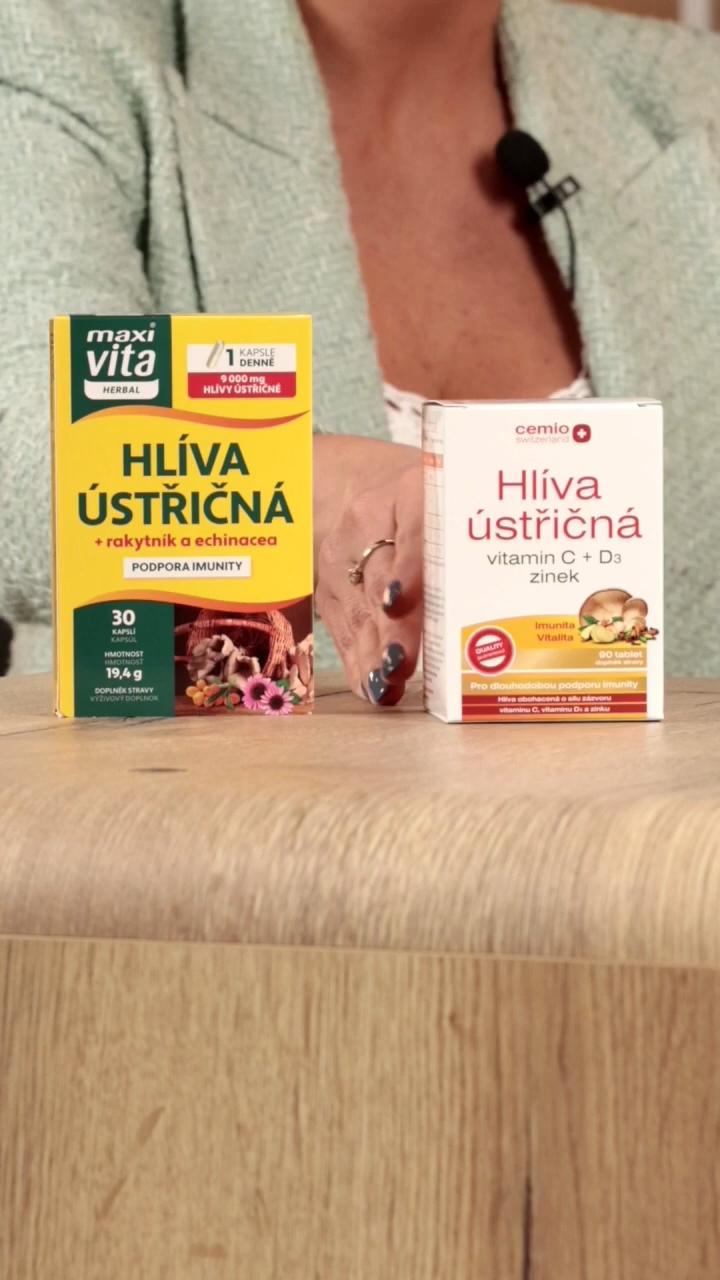 maxi
vita
HERBAL
1 KAPSLE
DENNĚ
9 000 mg
HLÍVY ÚSTŘIČNÉ
HLÍVA
ÚSTŘIČNÁ
+ rakytník a echinacea
PODPORA IMUNITY
30
KAPSLÍ
KAPSÚL
HMOTNOST
HMOTNOSŤ
19,4 g
DOPLNĚK STRAVY
VÝŽIVOVÝ DOPLNOK
cemio
switzerland
Hlíva
ústřičná
vitamin C + D3
zinek
Imunita
Vitalita
QUALITY
90 tablet
doplněk stravy
Pro dlouhodobou podporu imunity
Hlíva obohacená o sílu zázvoru
vitaminu C, vitaminu D3 a zinku